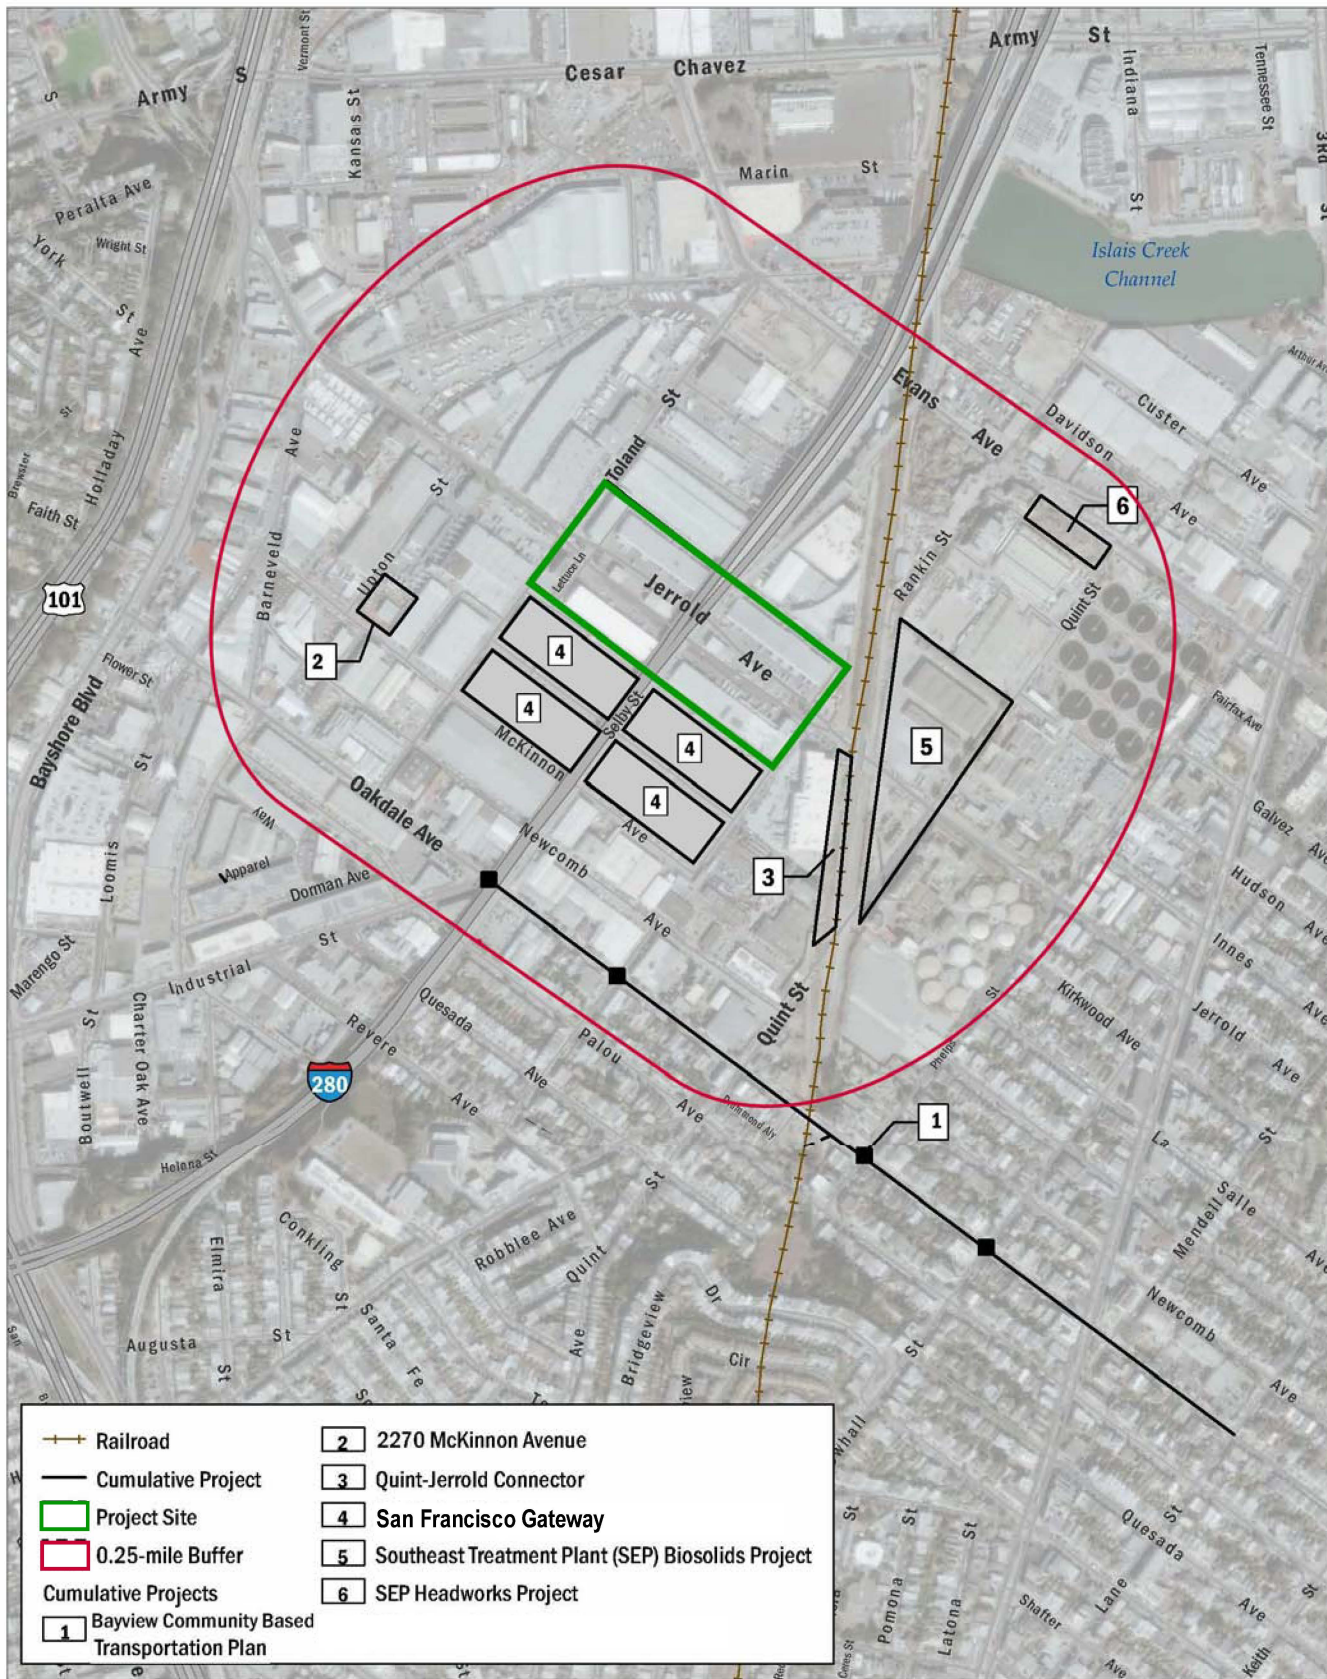 Army St
Cesar Chavez
Army S
Vermont St
Kansas St
Indiana St
Tennessee St
3Rd St
Marin St
Peralta Ave
Wright St
York St
Islais Creek
Channel
Holladay Ave
Brewster St
Faith St
Barneveld Ave
Upton St
Toland St
Evans Ave
Davidson Ave
Custer Ave
Arthur
101
Bayshore Blvd
Flower St
Lettuce Ln
Jerrold Ave
Rankin St
Quint St
Fairfax Ave
6
2
4
4
4
4
5
3
Selby St
McKinnon Ave
Oakdale Ave
Newcomb Ave
Loomis St
Apparel Way
Dorman Ave
Industrial St
Marengo St
Charter Oak Ave
Boutwell St
Revere Ave
Quesada Ave
Palou Ave
Quint St
Drummond Aly
Phelps St
Kirkwood Ave
Galvez Ave
Hudson Ave
Innes Ave
Jerrold Ave
280
1
Helena St
La Salle Ave
Mendell St
Newcomb Ave
Elmira St
Conkling St
Santa Fe Ave
Robblee Ave
Quint St
Bridgeview Dr
Cir
view
Augusta St
San
whall St
Pomona St
Latona St
Quesada Ave
Lane St
Shafter Ave
Keith
Ceres St
Railroad
Cumulative Project
Project Site
0.25-mile Buffer
Cumulative Projects
1 Bayview Community Based
Transportation Plan
2 2270 McKinnon Avenue
3 Quint-Jerrold Connector
4 San Francisco Gateway
5 Southeast Treatment Plant (SEP) Biosolids Project
6 SEP Headworks Project